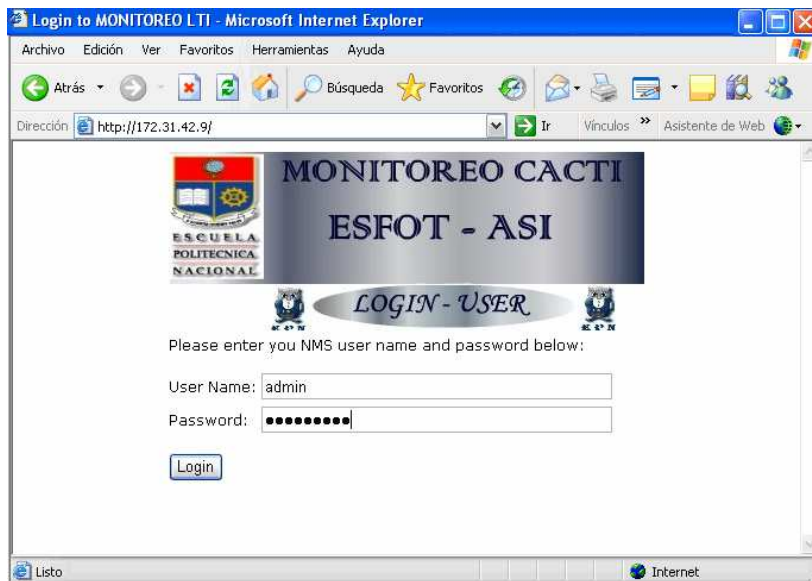 Login to MONITOREO LTI - Microsoft Internet Explorer
Archivo Edición Ver Favoritos Herramientas Ayuda
Atrás Búsqueda Favoritos
Dirección http://172.31.42.9/ Ir Vínculos » Asistente de Web
MONITOREO CACTI
ESFOT - ASI
ESCUELA
POLITECNICA
NACIONAL
LOGIN - USER
E P N E P N
Please enter you NMS user name and password below:
User Name: admin
Password: ●●●●●●●●●
Login
Listo Internet